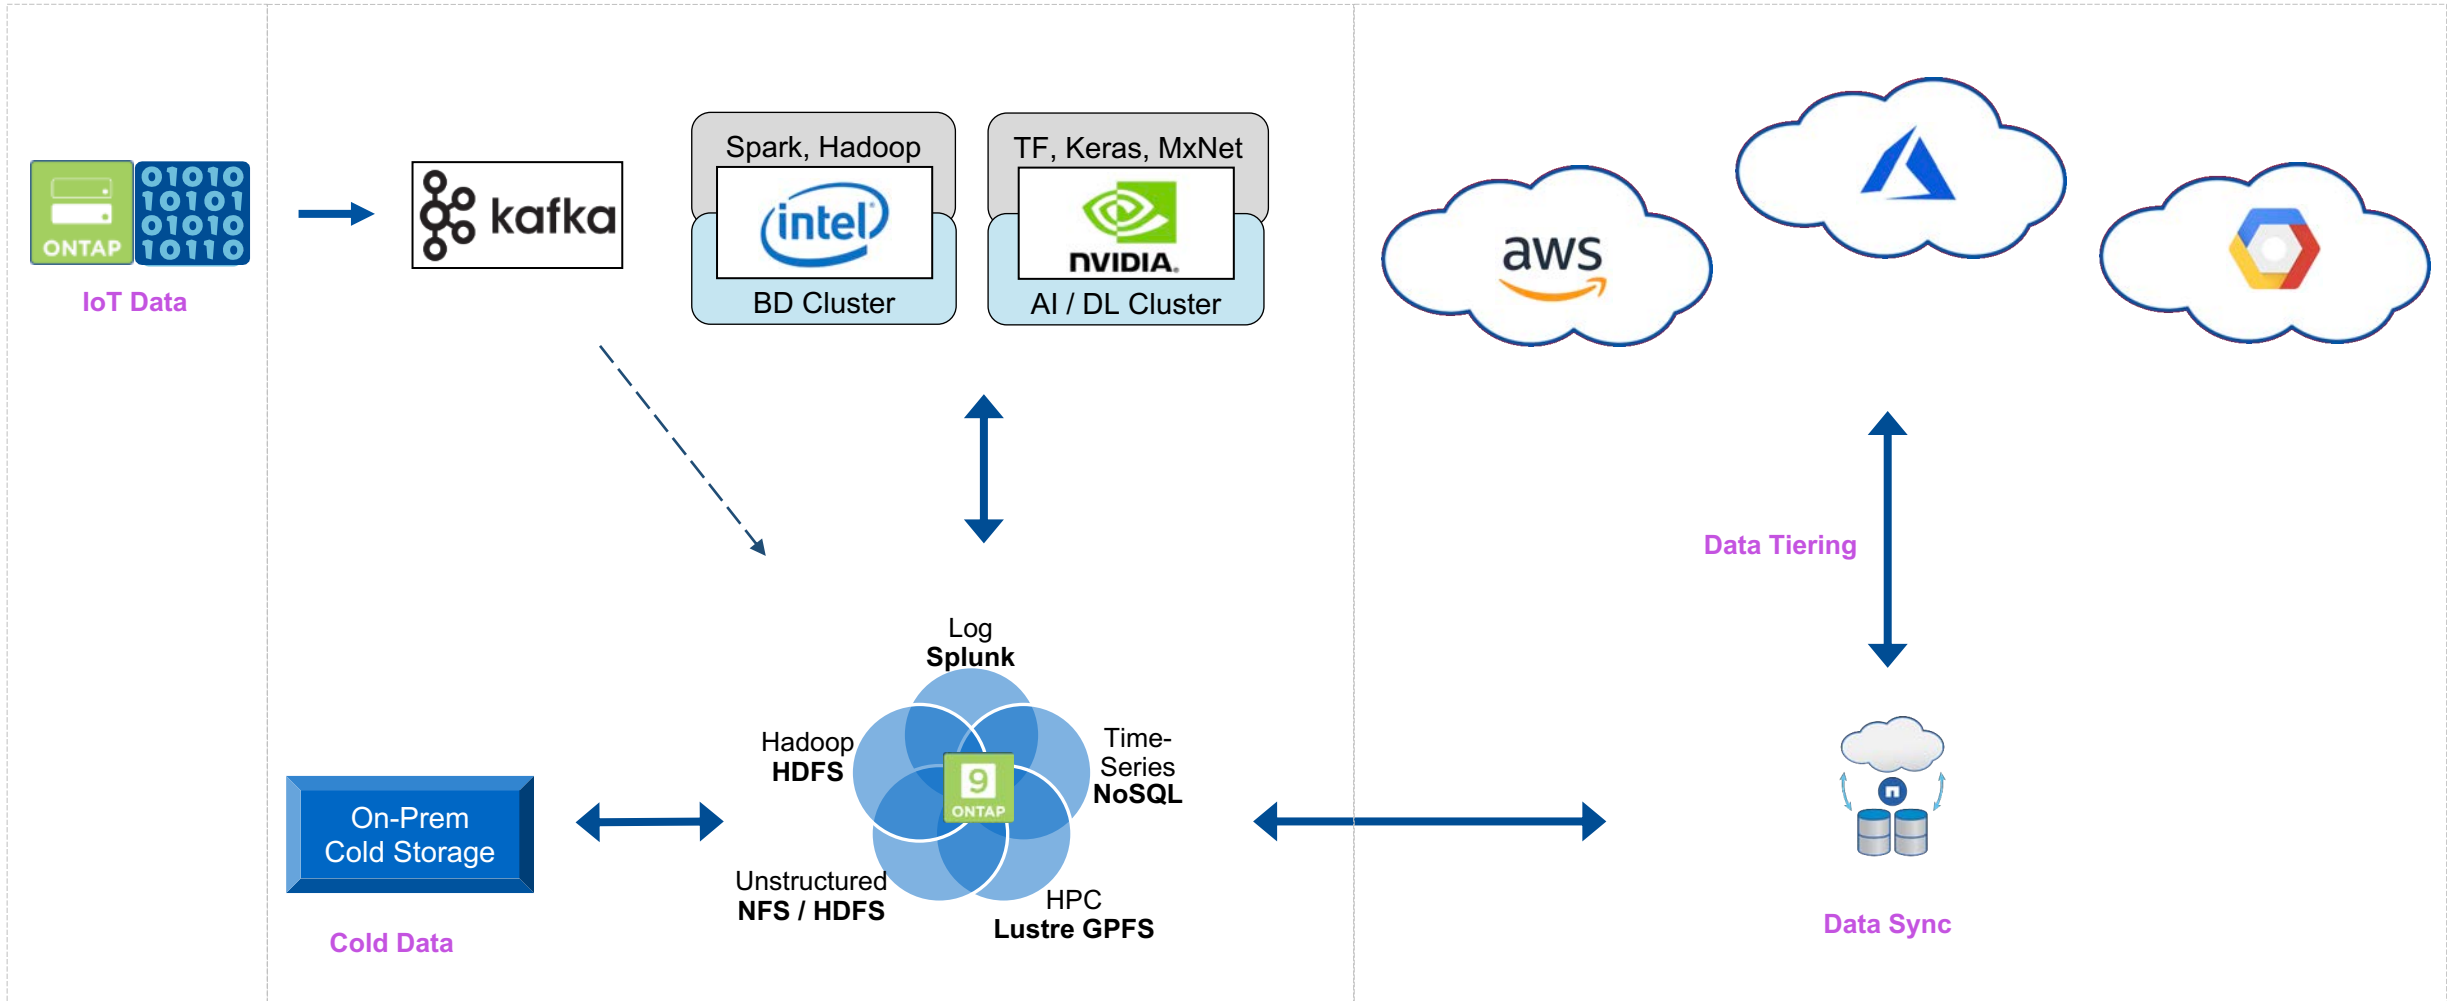 ONTAP
01010
10101
01010
10110
IoT Data
kafka
Spark, Hadoop
intel
BD Cluster
TF, Keras, MxNet
NVIDIA.
AI / DL Cluster
aws
Data Tiering
Log
Splunk
Hadoop
HDFS
Time-
Series
NoSQL
9
ONTAP
Unstructured
NFS / HDFS
HPC
Lustre GPFS
On-Prem
Cold Storage
Cold Data
Data Sync